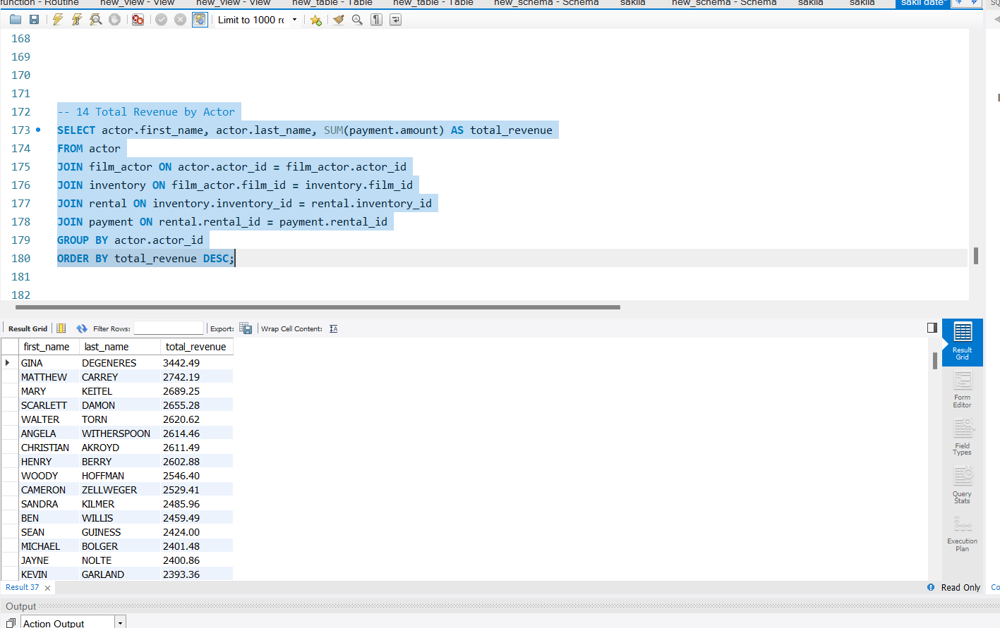 function - Routine new_view - View new_view - View new_table - Table new_table - Table new_schema - Schema sakila new_schema - Schema sakila sakila sakil date*
Limit to 1000 rc
168
169
170
171
172 -- 14 Total Revenue by Actor
173 SELECT actor.first_name, actor.last_name, SUM(payment.amount) AS total_revenue
174 FROM actor
175 JOIN film_actor ON actor.actor_id = film_actor.actor_id
176 JOIN inventory ON film_actor.film_id = inventory.film_id
177 JOIN rental ON inventory.inventory_id = rental.inventory_id
178 JOIN payment ON rental.rental_id = payment.rental_id
179 GROUP BY actor.actor_id
180 ORDER BY total_revenue DESC;
181
182
Result Grid Filter Rows: Export: Wrap Cell Content:
first_name last_name total_revenue
GINA DEGENERES 3442.49
MATTHEW CARREY 2742.19
MARY KEITEL 2689.25
SCARLETT DAMON 2655.28
WALTER TORN 2620.62
ANGELA WITHERSPOON 2614.46
CHRISTIAN AKROYD 2611.49
HENRY BERRY 2602.88
WOODY HOFFMAN 2546.40
CAMERON ZELLWEGER 2529.41
SANDRA KILMER 2485.96
BEN WILLIS 2459.49
SEAN GUINESS 2424.00
MICHAEL BOLGER 2401.48
JAYNE NOLTE 2400.86
KEVIN GARLAND 2393.36
Result
Grid
Form
Editor
Field
Types
Query
Stats
Execution
Plan
Result 37 Read Only Co
Output
Action Output